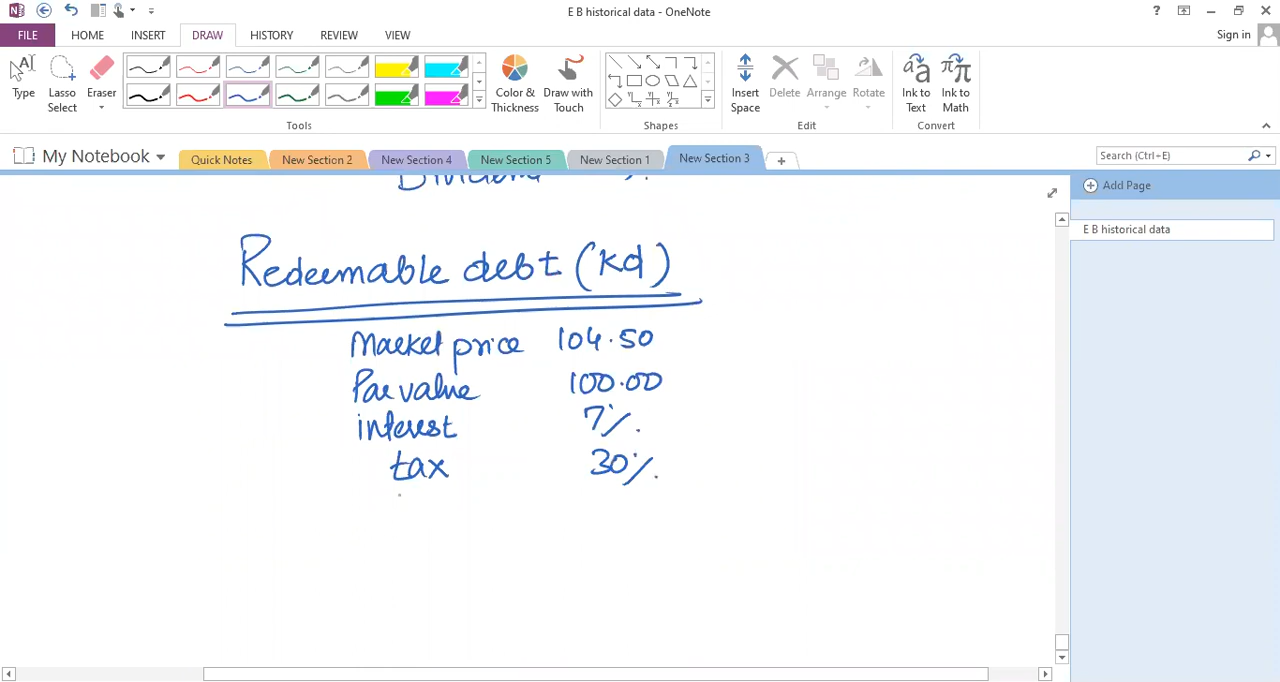 E B historical data - OneNote
?
FILE HOME INSERT DRAW HISTORY REVIEW VIEW
Sign in
Type
Lasso Select
Eraser
Color & Thickness
Draw with Touch
Insert Space
Delete
Arrange
Rotate
Ink to Text
Ink to Math
Tools Shapes Edit Convert
My Notebook Quick Notes New Section 2 New Section 4 New Section 5 New Section 1 New Section 3
Search (Ctrl+E)
Add Page
E B historical data
Dividend %.
Redeemable debt (kd)
Market price 104.50
Par value 100.00
interest 7%.
tax 30%.